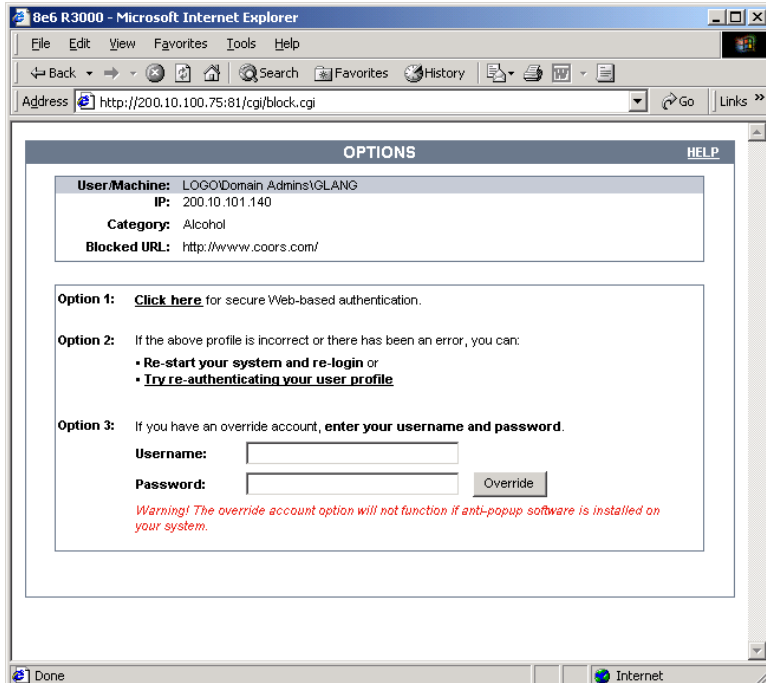 8e6 R3000 - Microsoft Internet Explorer
File Edit View Favorites Tools Help
Back Search Favorites History
Address http://200.10.100.75:81/cgi/block.cgi Go Links »
OPTIONS HELP
User/Machine: LOGO\Domain Admins\GLANG
IP: 200.10.101.140
Category: Alcohol
Blocked URL: http://www.coors.com/
Option 1: Click here for secure Web-based authentication.
Option 2: If the above profile is incorrect or there has been an error, you can:
▪ Re-start your system and re-login or
▪ Try re-authenticating your user profile
Option 3: If you have an override account, enter your username and password.
Username:
Password: Override
Warning! The override account option will not function if anti-popup software is installed on
your system.
Done Internet